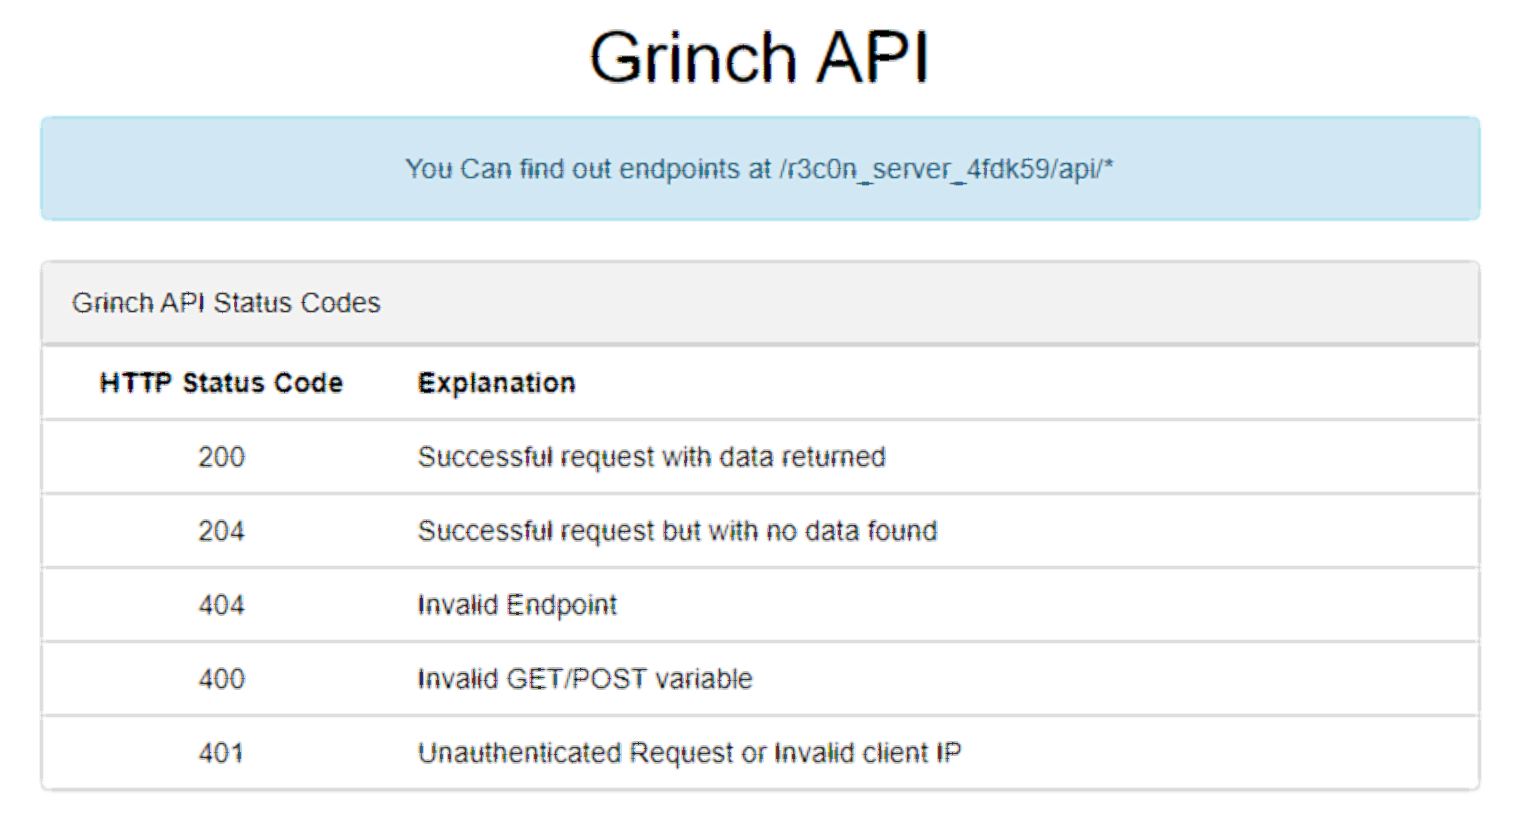 Grinch API
You Can find out endpoints at /r3c0n_server_4fdk59/api/*
Grinch API Status Codes
HTTP Status Code Explanation
200 Successful request with data returned
204 Successful request but with no data found
404 Invalid Endpoint
400 Invalid GET/POST variable
401 Unauthenticated Request or Invalid client IP